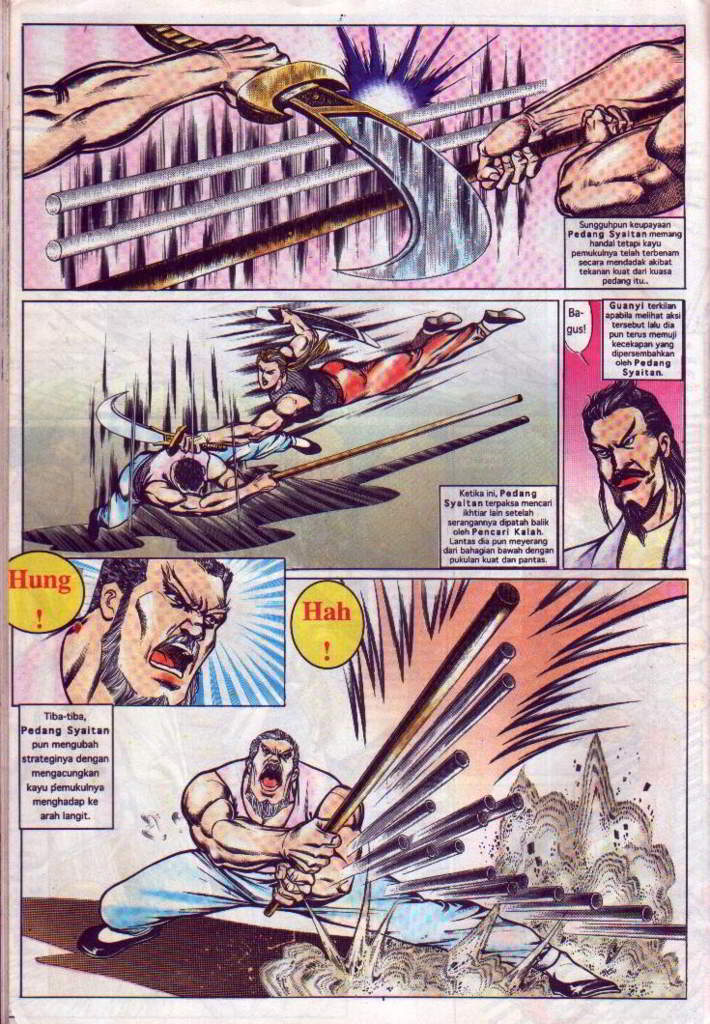 Sungguhpun keupayaan
Pedang Syaitan memang
handal tetapi kayu
pemukulnya telah terbenam
secara mendadak akibat
tekanan kuat dari kuasa
pedang itu..
Ketika ini, Pedang
Syaitan terpaksa mencari
ikhtiar lain setelah
serangannya dipatah balik
oleh Pencari Kalah.
Lantas dia pun meyerang
dari bahagian bawah dengan
pukulan kuat dan pantas.
Ba-
gus!
Guanyi terkilan
apabila melihat aksi
tersebut lalu dia
pun terus memuji
kecekapan yang
dipersembahkan
oleh Pedang
Syaitan.
Hung
!
Tiba-tiba,
Pedang Syaitan
pun mengubah
strateginya dengan
mengacungkan
kayu pemukulnya
menghadap ke
arah langit.
Hah
!